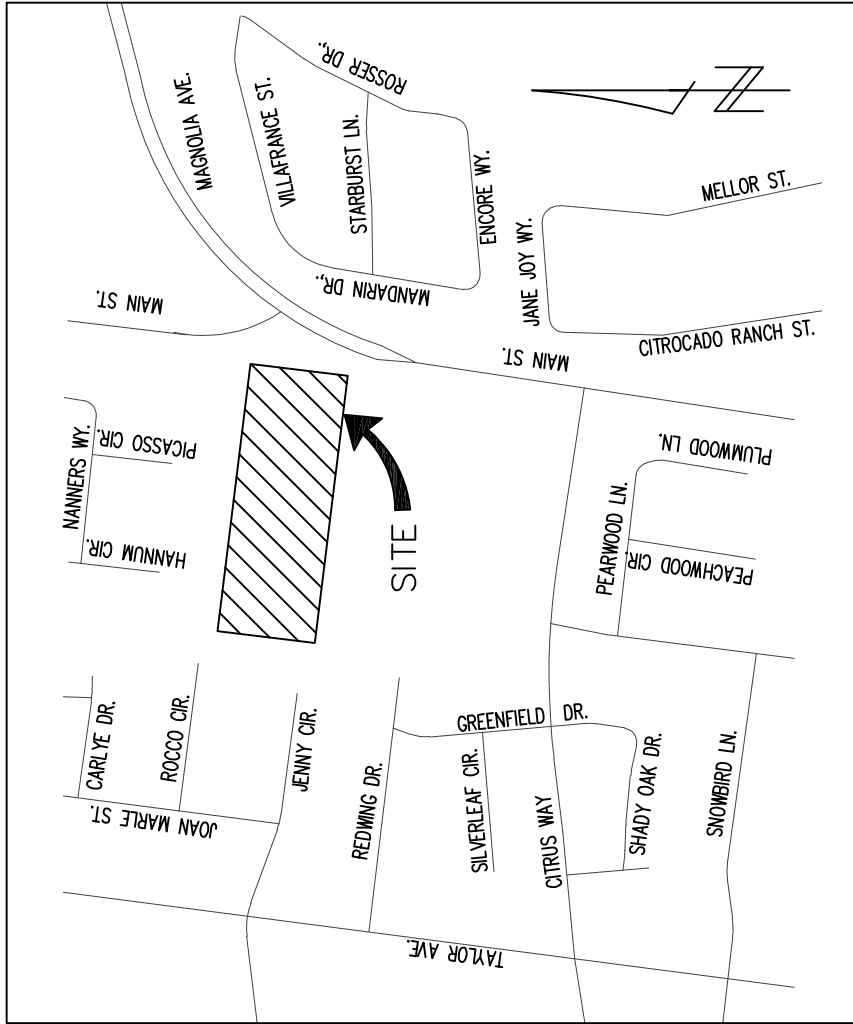 MAGNOLIA AVE.
VILLAFRANCE ST.
STARBURST LN.
ROSSER DR.,
ENCORE WY.
MANDARIN DR.,
JANE JOY WY.
MELLOR ST.
CITROCADO RANCH ST.
MAIN ST.
MAIN ST.
N
NANNERS WY.
PICASSO CIR.
HANNUM CIR.
SITE
PLUMWOOD LN.
PEARWOOD LN.
PEACHWOOD CIR.
CARLYE DR.
ROCCO CIR.
JENNY CIR.
REDWING DR.
JOAN MARLE ST.
GREENFIELD DR.
SILVERLEAF CIR.
CITRUS WAY
SHADY OAK DR.
SNOWBIRD LN.
TAYLOR AVE.